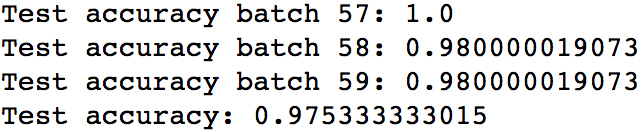 Test accuracy batch 57: 1.0
Test accuracy batch 58: 0.980000019073
Test accuracy batch 59: 0.980000019073
Test accuracy: 0.975333333015